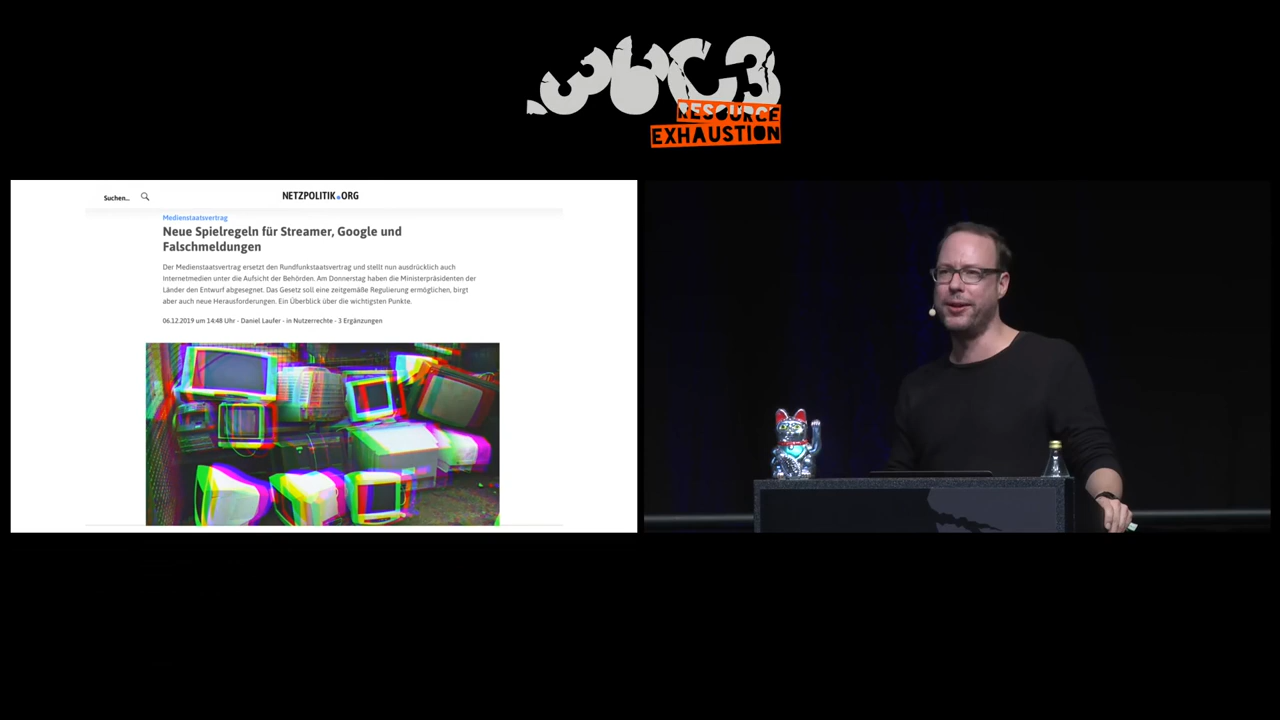 36C3
RESOURCE
EXHAUSTION
Suchen...
NETZPOLITIK.ORG
Medienstaatsvertrag
Neue Spielregeln für Streamer, Google und
Falschmeldungen
Der Medienstaatsvertrag ersetzt den Rundfunkstaatsvertrag und stellt nun ausdrücklich auch
Internetmedien unter die Aufsicht der Behörden. Am Donnerstag haben die Ministerpräsidenten der
Länder den Entwurf abgesegnet. Das Gesetz soll eine zeitgemäße Regulierung ermöglichen, birgt
aber auch neue Herausforderungen. Ein Überblick über die wichtigsten Punkte.
06.12.2019 um 14:48 Uhr - Daniel Laufer - in Nutzerrechte - 3 Ergänzungen